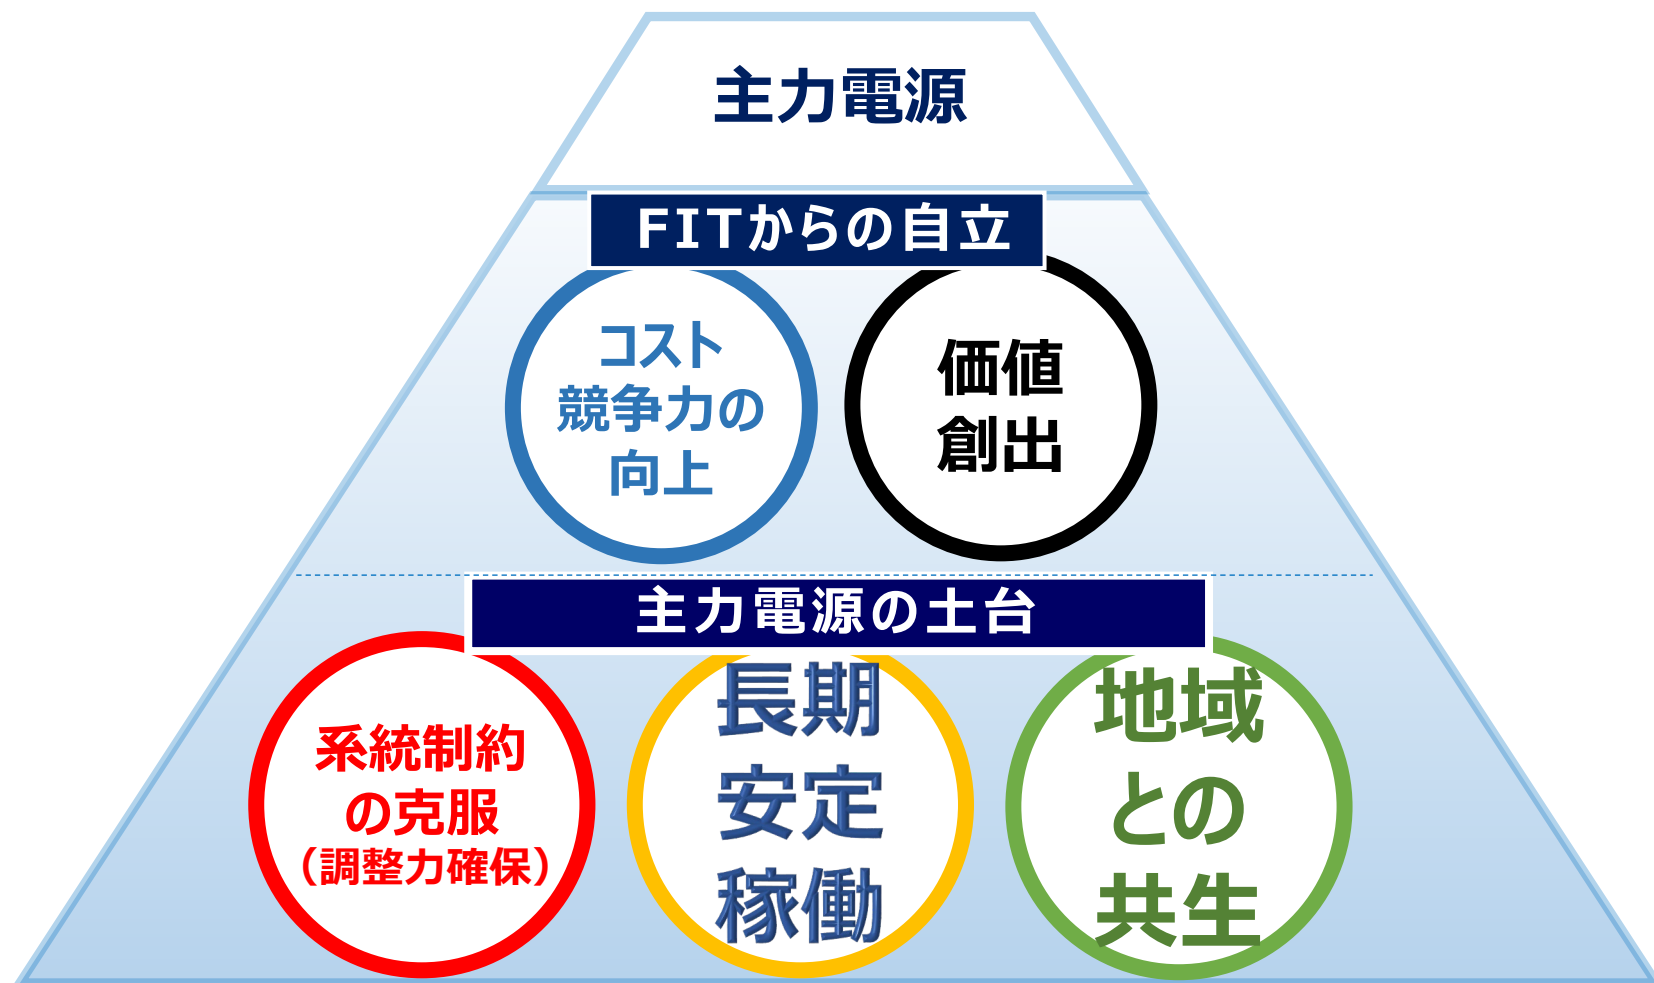 主力電源
FITからの自立
コスト
競争力の
向上
価値
創出
主力電源の土台
系統制約
の克服
（調整力確保）
長期
安定
稼働
地域
との
共生